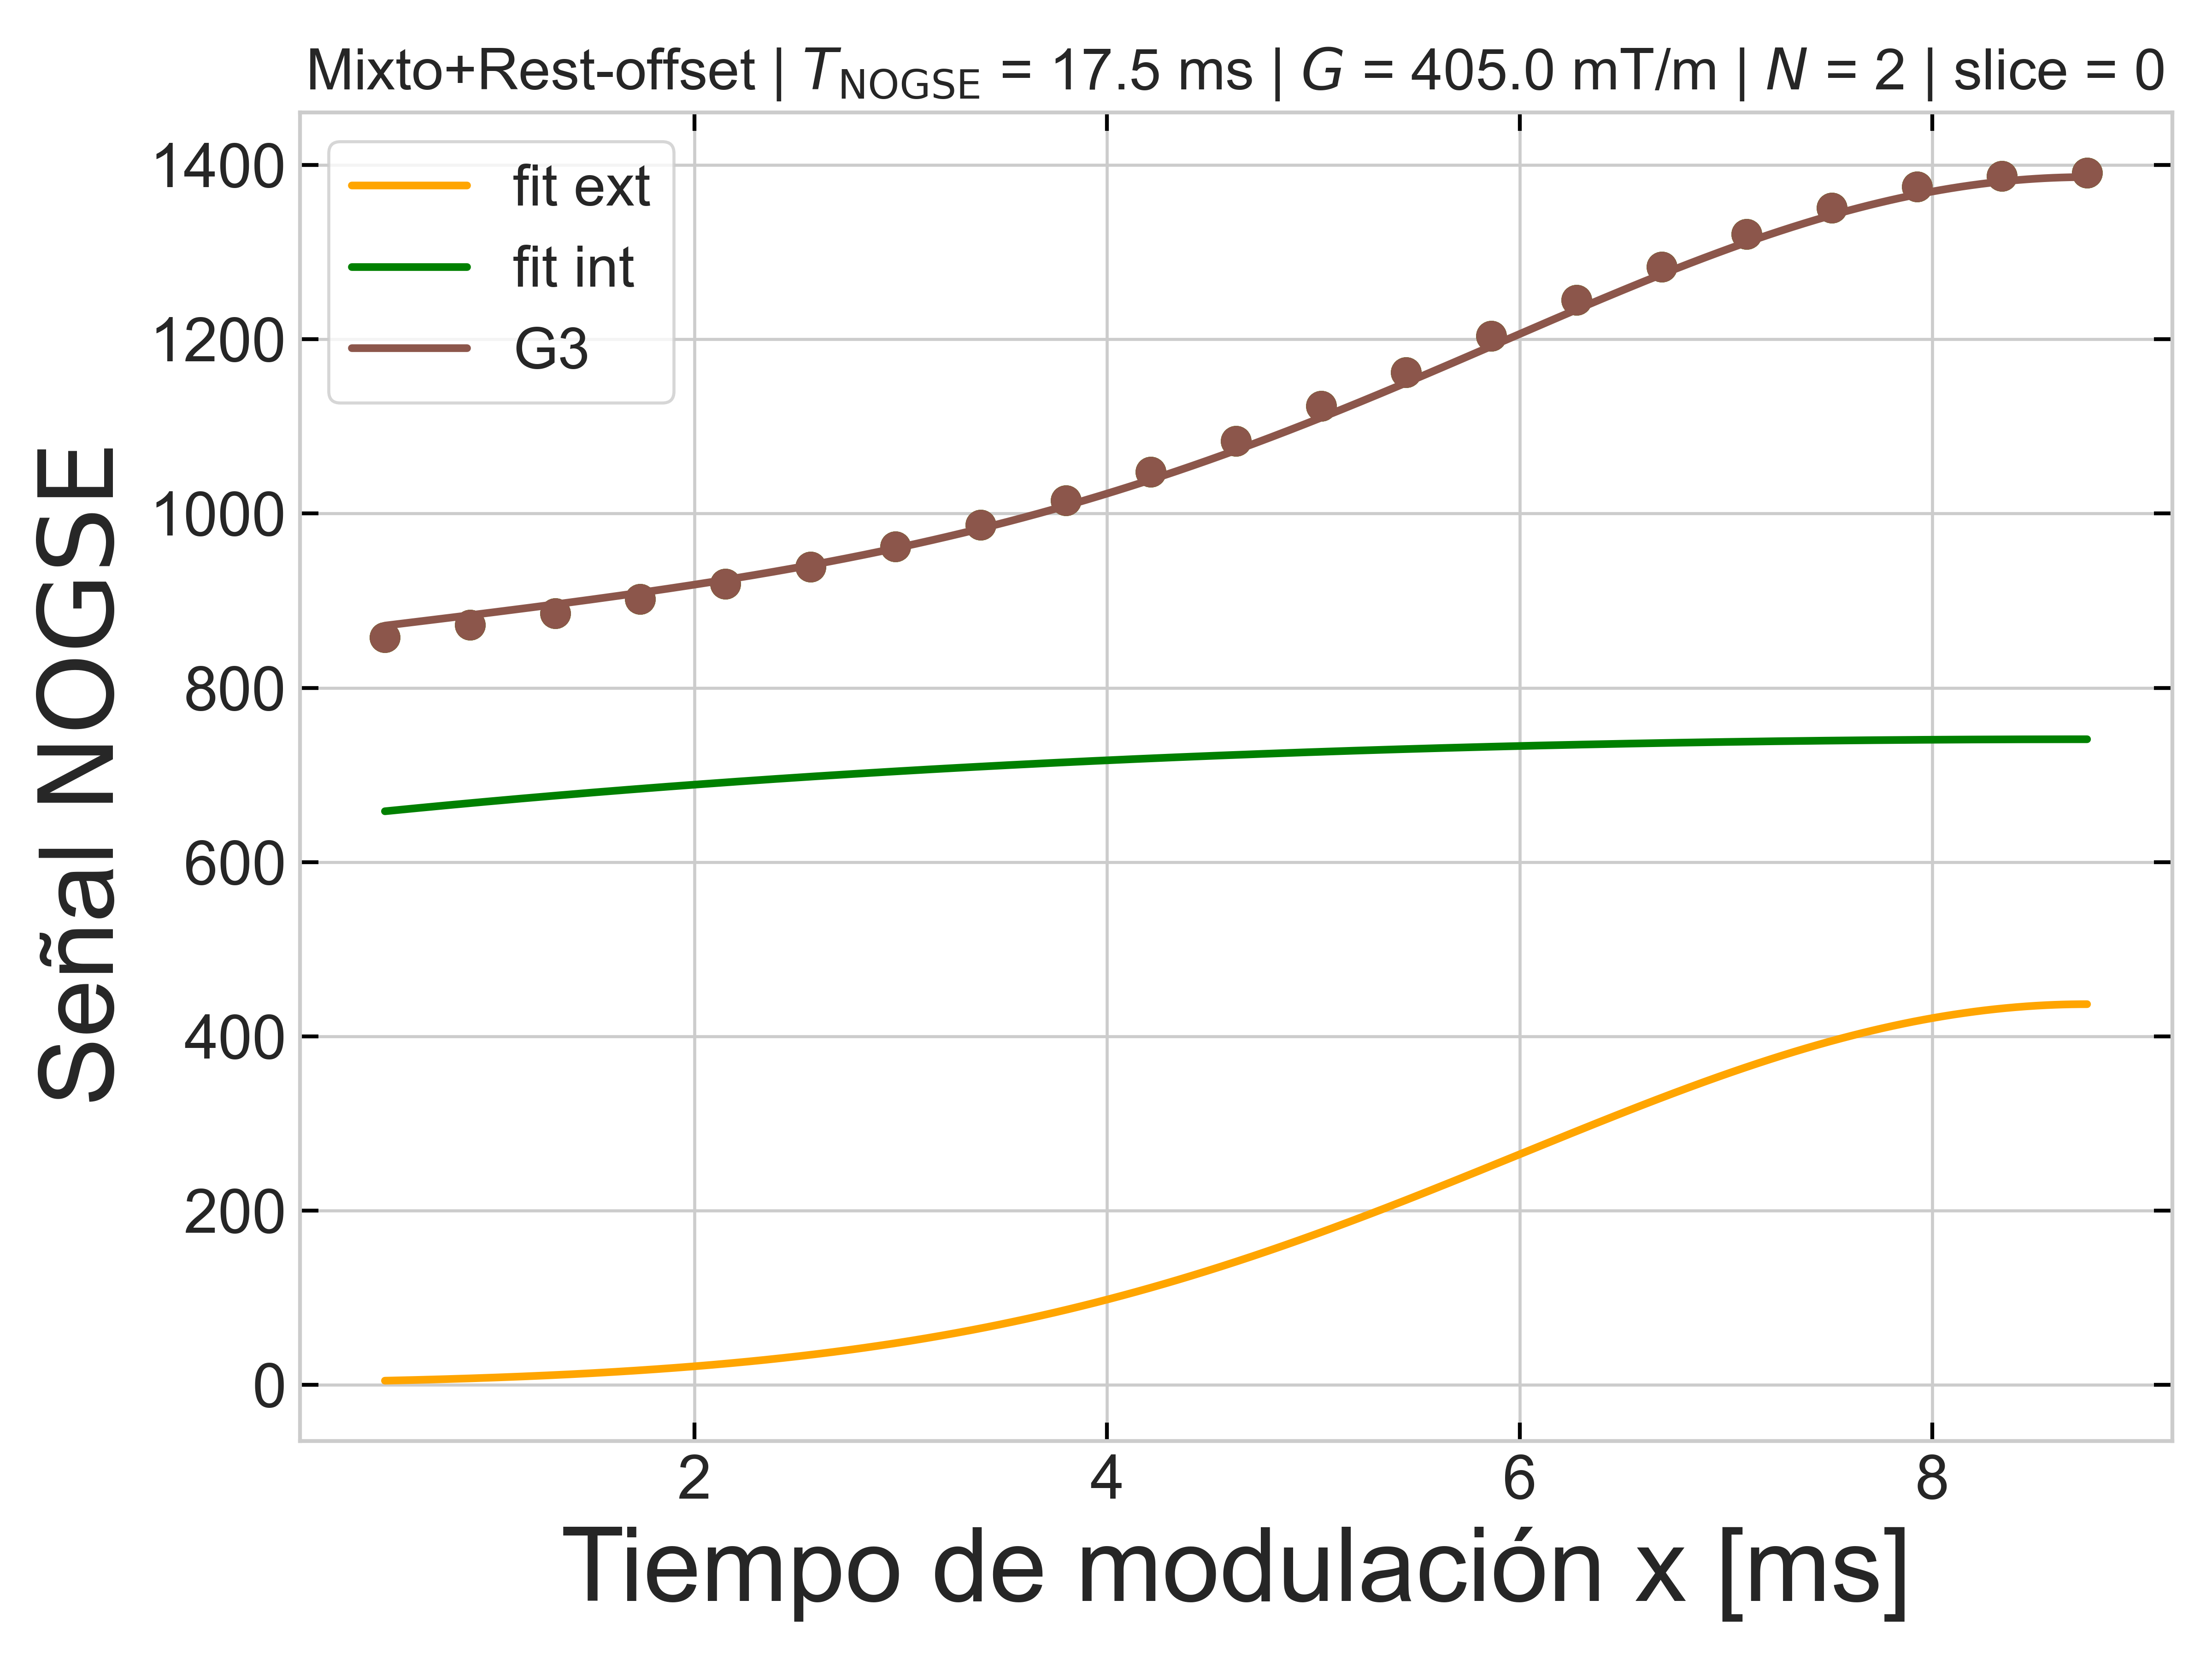 Mixto+Rest-offset | T_NOGSE = 17.5 ms | G = 405.0 mT/m | N = 2 | slice = 0
fit ext
fit int
G3
1400
1200
1000
800
600
400
200
0
Señal NOGSE
2 4 6 8
Tiempo de modulación x [ms]